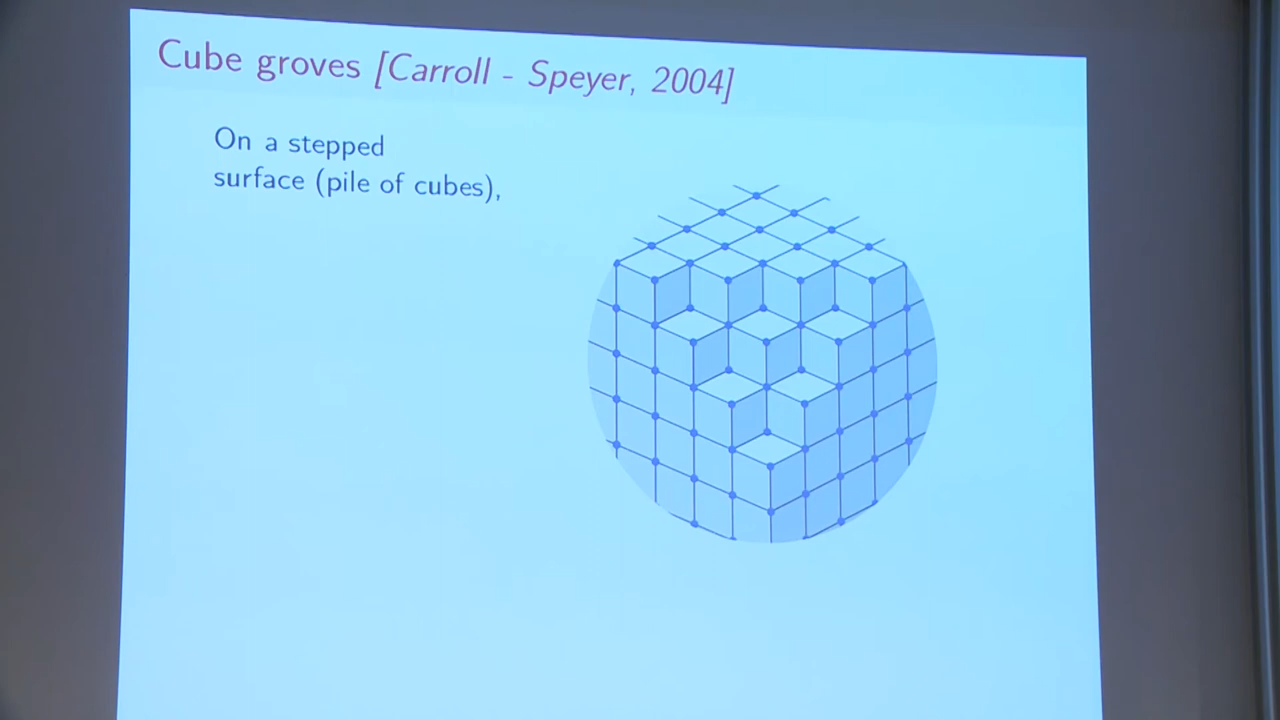 Cube groves [Carroll - Speyer, 2004]
On a stepped
surface (pile of cubes),